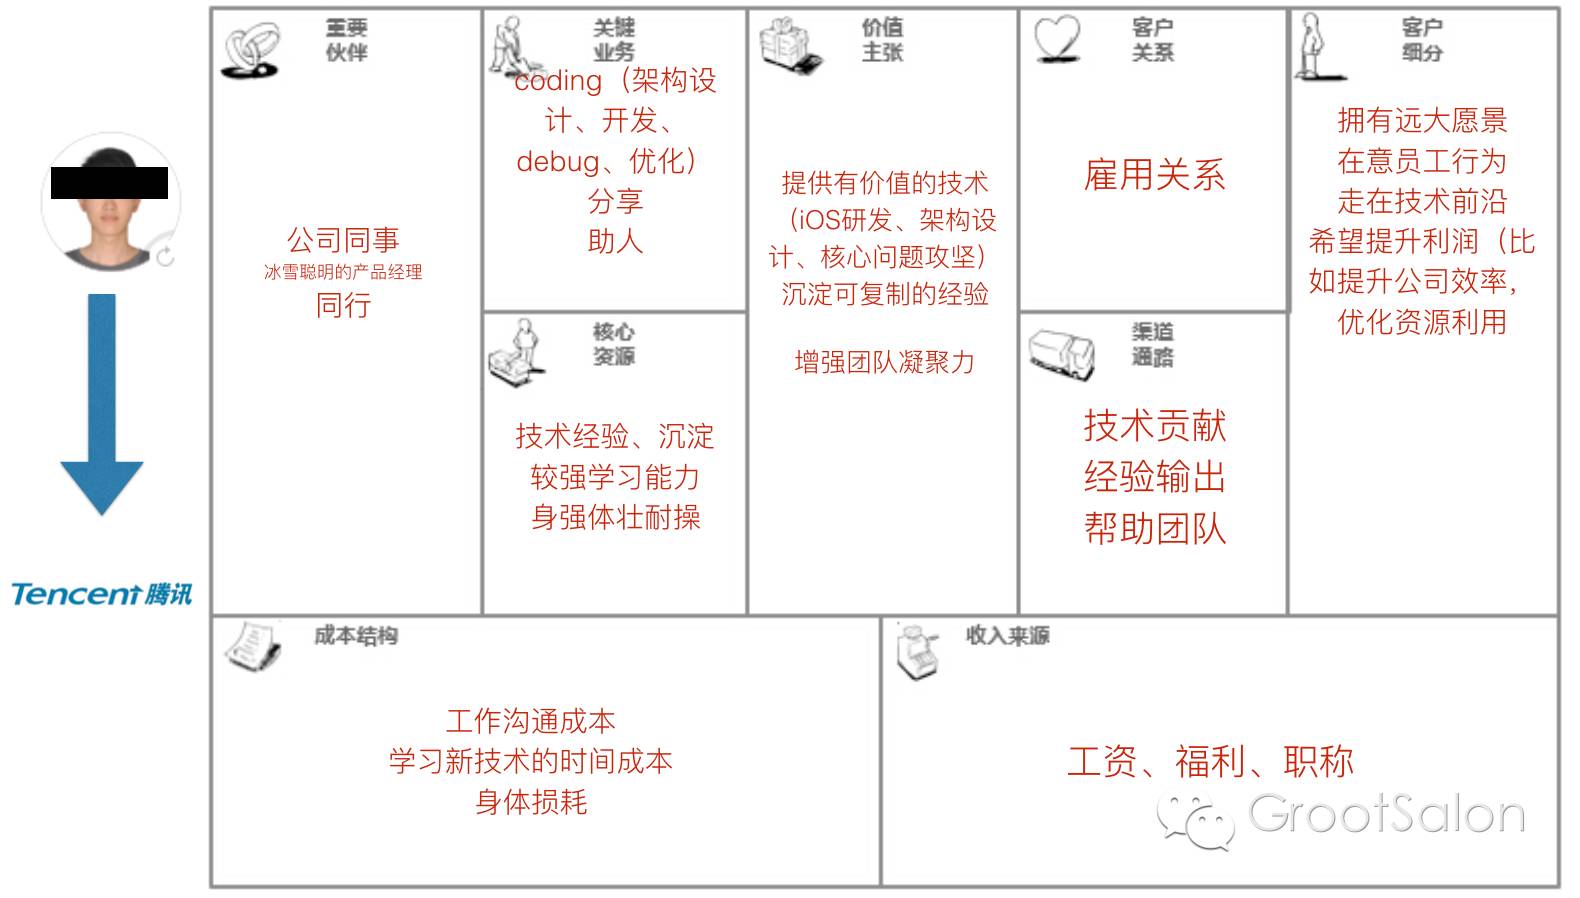 重要
伙伴
公司同事
冰雪聪明的产品经理
同行
关键
业务
coding（架构设
计、开发、
debug、优化）
分享
助人
核心
资源
技术经验、沉淀
较强学习能力
身强体壮耐操
价值
主张
提供有价值的技术
（iOS研发、架构设
计、核心问题攻坚）
沉淀可复制的经验
增强团队凝聚力
客户
关系
雇用关系
渠道
通路
技术贡献
经验输出
帮助团队
客户
细分
拥有远大愿景
在意员工行为
走在技术前沿
希望提升利润（比
如提升公司效率，
优化资源利用
Tencent腾讯
成本结构
工作沟通成本
学习新技术的时间成本
身体损耗
收入来源
工资、福利、职称
GrootSalon